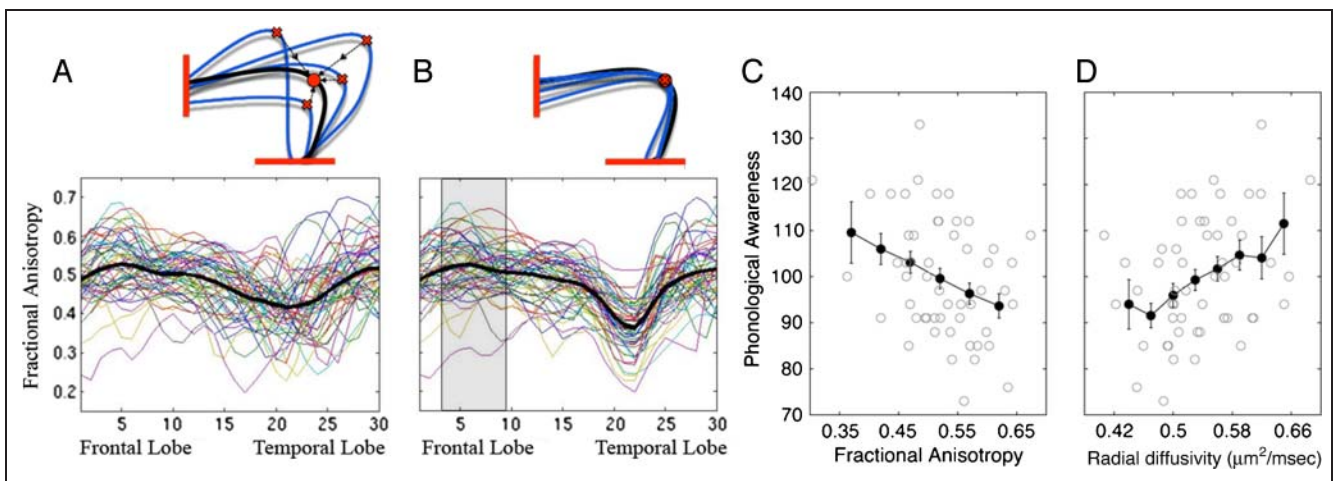 A
B
C
D
Fractional Anisotropy
0.7
0.6
0.5
0.4
0.3
0.2
5 10 15 20 25 30
Frontal Lobe Temporal Lobe
5 10 15 20 25 30
Frontal Lobe Temporal Lobe
Phonological Awareness
140
130
120
110
100
90
80
70
0.35 0.45 0.55 0.65
Fractional Anisotropy
0.42 0.5 0.58 0.66
Radial diffusivity (μm²/msec)